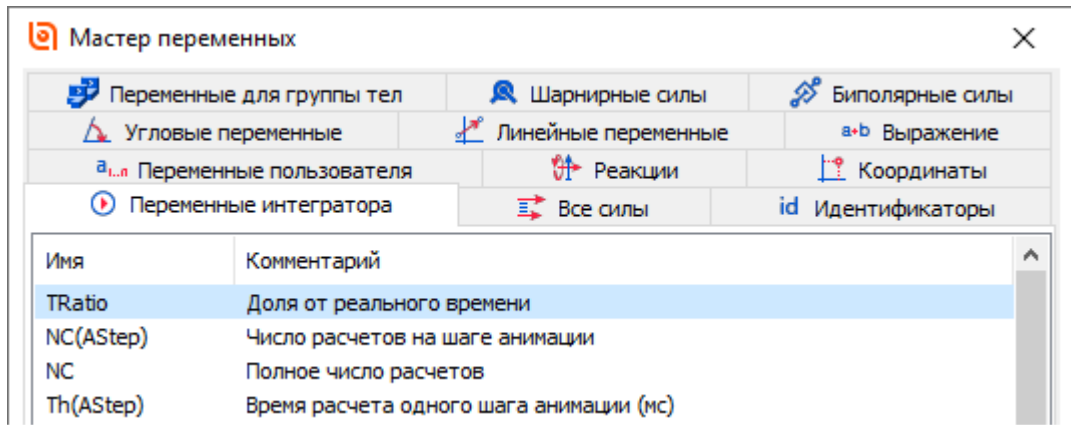 Мастер переменных
Переменные для группы тел Шарнирные силы Биполярные силы
Угловые переменные Линейные переменные a+b Выражение
a1..n Переменные пользователя Реакции Координаты
Переменные интегратора Все силы id Идентификаторы
Имя Комментарий
TRatio Доля от реального времени
NC(AStep) Число расчетов на шаге анимации
NC Полное число расчетов
Th(AStep) Время расчета одного шага анимации (мс)